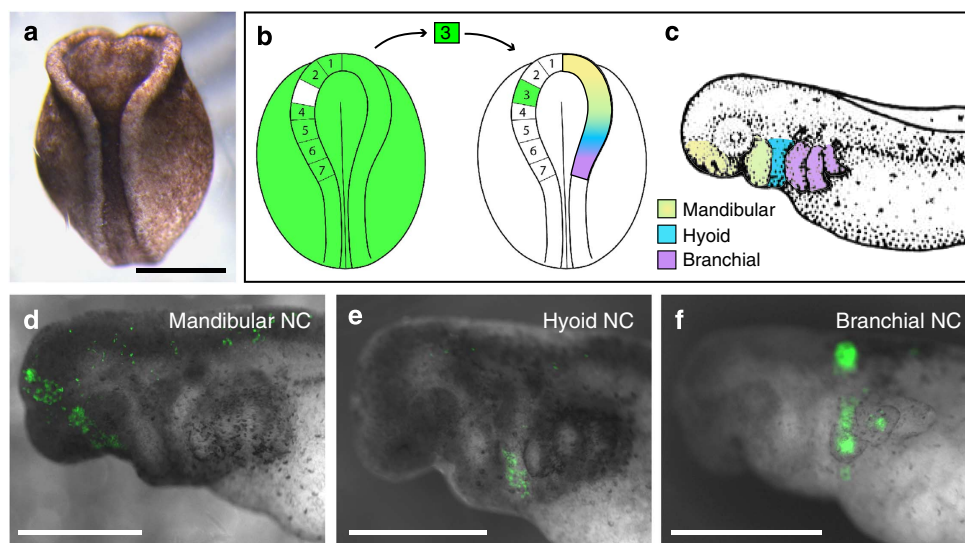 a
b
3
1
2
4
5
6
7
1
2
3
4
5
6
7
c
Mandibular
Hyoid
Branchial
d
Mandibular NC
e
Hyoid NC
f
Branchial NC